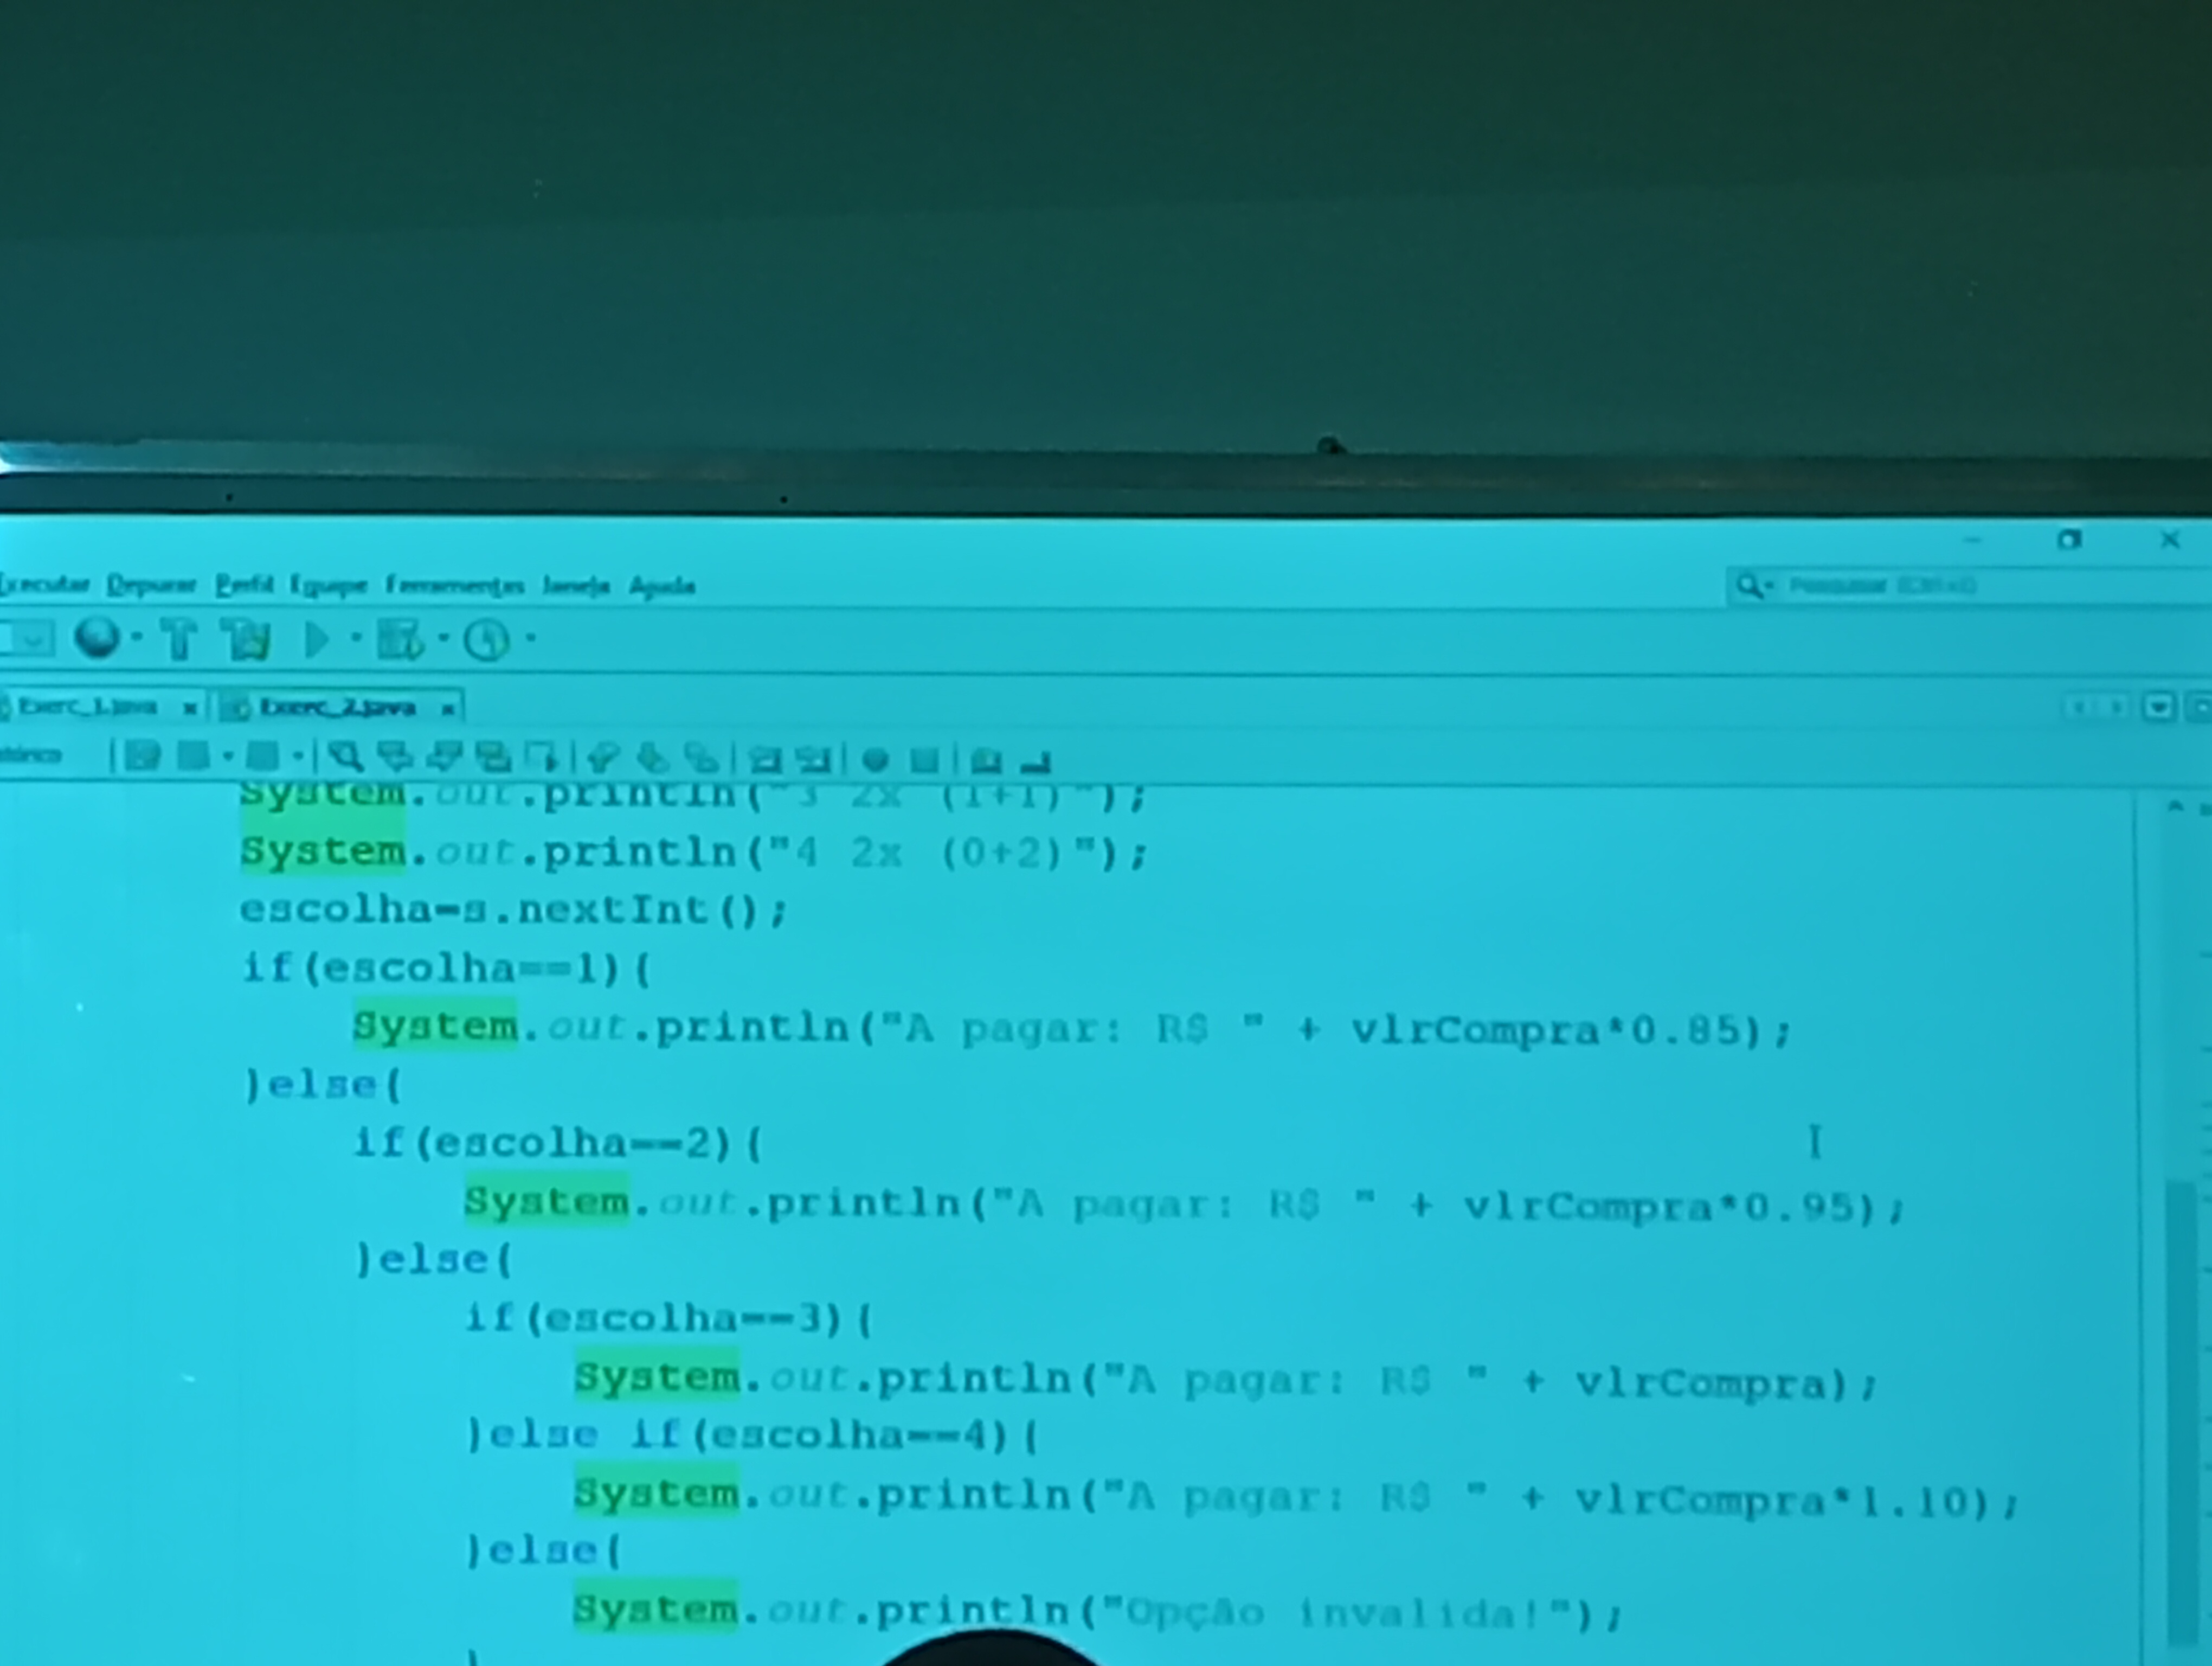 Executar Depurar Perfil Equipe Ferramentas Janela Ajuda
Pesquisar (Ctrl+I)
Exerc_1.java Exerc_2.java
System.out.println("3 2x (1+1)");
System.out.println("4 2x (0+2)");
escolha=s.nextInt();
if(escolha==1){
System.out.println("A pagar: R$ " + vlrCompra*0.85);
}else{
if(escolha==2){
System.out.println("A pagar: R$ " + vlrCompra*0.95);
}else{
if(escolha==3){
System.out.println("A pagar: R$ " + vlrCompra);
}else if(escolha==4){
System.out.println("A pagar: R$ " + vlrCompra*1.10);
}else{
System.out.println("Opção invalida!");
}